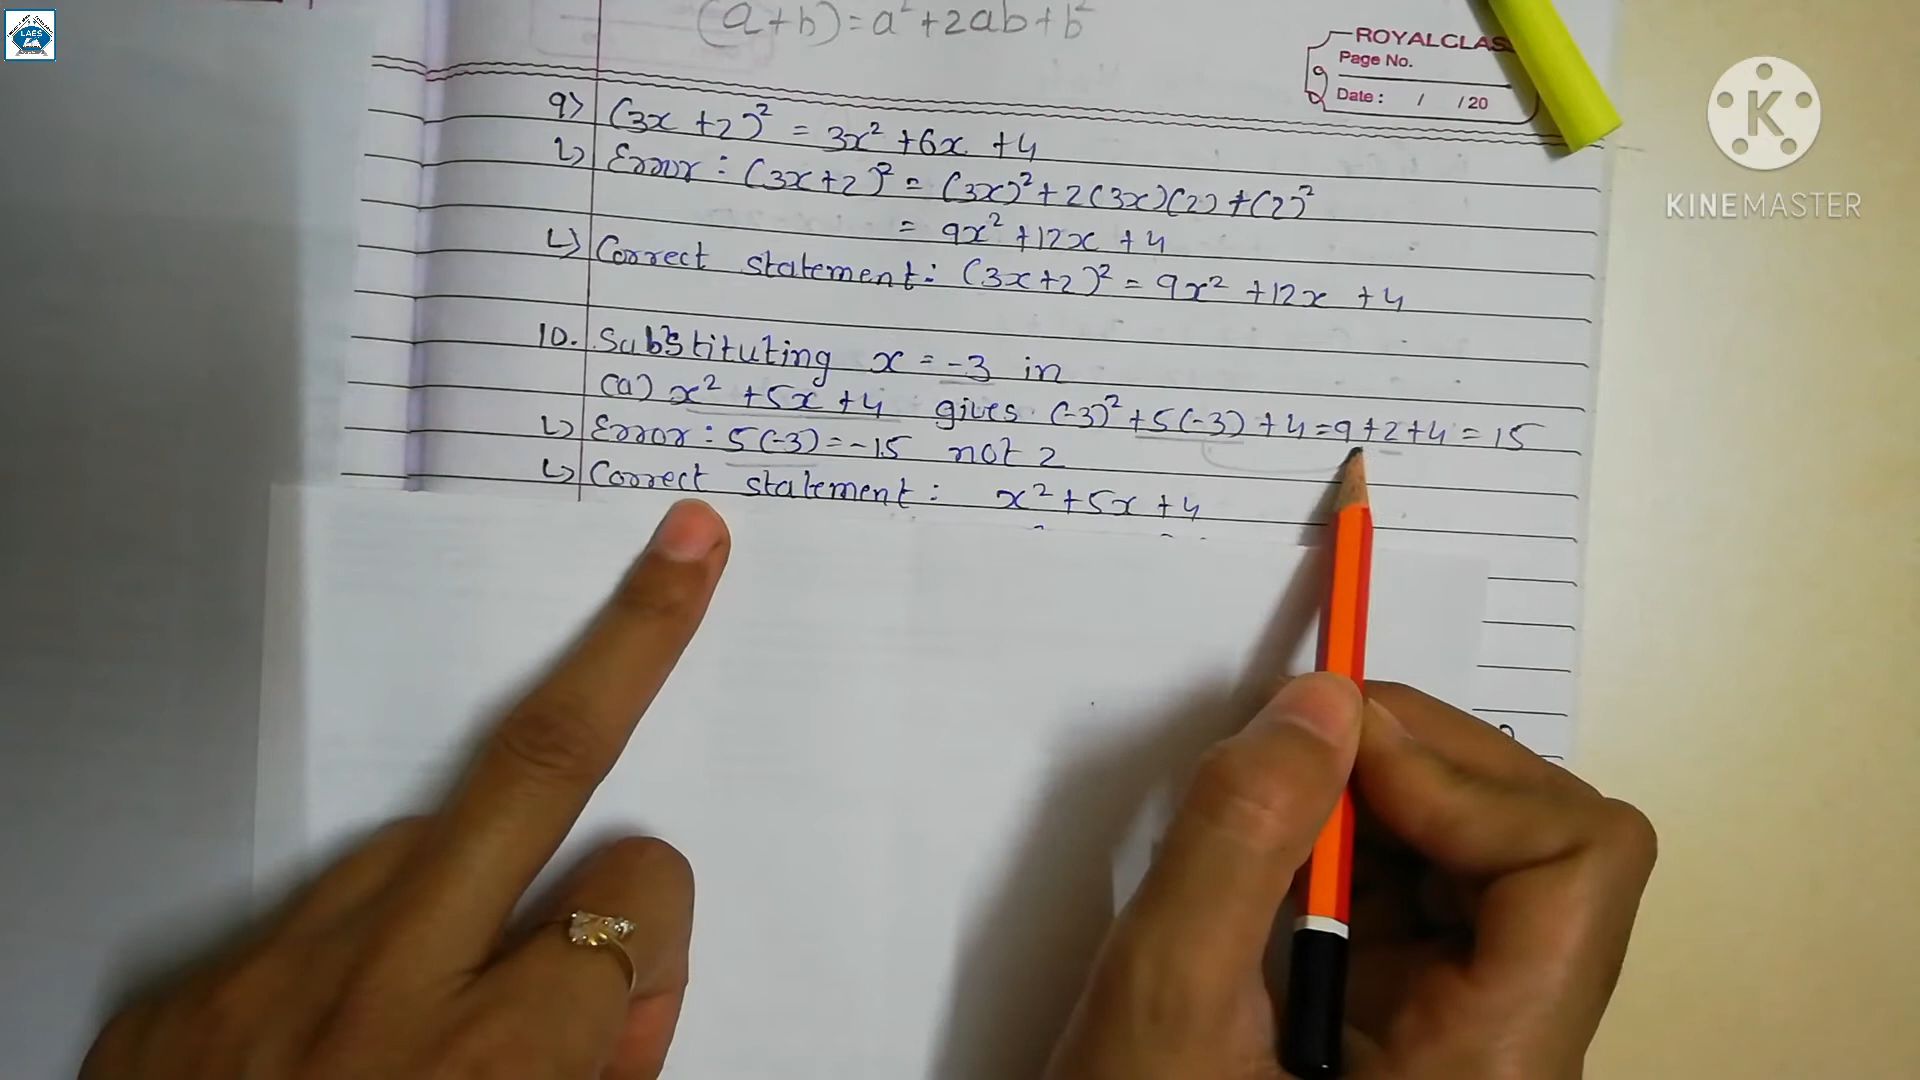 LAES
(a+b)=a²+2ab+b²
ROYALCLAS
Page No.
Date : / /20
KINEMASTER
9> (3x+2)² = 3x²+6x+4
↳ Error : (3x+2)² = (3x)²+2(3x)(2)+(2)²
= 9x²+12x+4
↳ Correct statement : (3x+2)² = 9x²+12x+4
10. Substituting x = -3 in
(a) x²+5x+4 gives (-3)²+5(-3)+4=9+2+4=15
↳ Error : 5(-3)=-15 not 2
↳ Correct statement : x²+5x+4